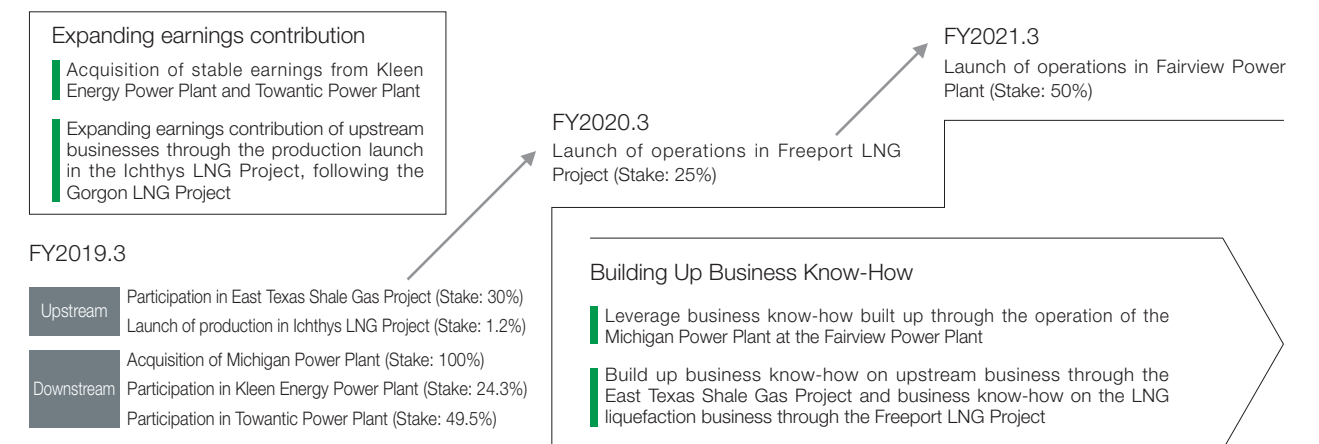 Expanding earnings contribution
Acquisition of stable earnings from Kleen
Energy Power Plant and Towantic Power Plant
Expanding earnings contribution of upstream
businesses through the production launch
in the Ichthys LNG Project, following the
Gorgon LNG Project
FY2019.3
Upstream
Participation in East Texas Shale Gas Project (Stake: 30%)
Launch of production in Ichthys LNG Project (Stake: 1.2%)
Downstream
Acquisition of Michigan Power Plant (Stake: 100%)
Participation in Kleen Energy Power Plant (Stake: 24.3%)
Participation in Towantic Power Plant (Stake: 49.5%)
FY2020.3
Launch of operations in Freeport LNG
Project (Stake: 25%)
FY2021.3
Launch of operations in Fairview Power
Plant (Stake: 50%)
Building Up Business Know-How
Leverage business know-how built up through the operation of the
Michigan Power Plant at the Fairview Power Plant
Build up business know-how on upstream business through the
East Texas Shale Gas Project and business know-how on the LNG
liquefaction business through the Freeport LNG Project